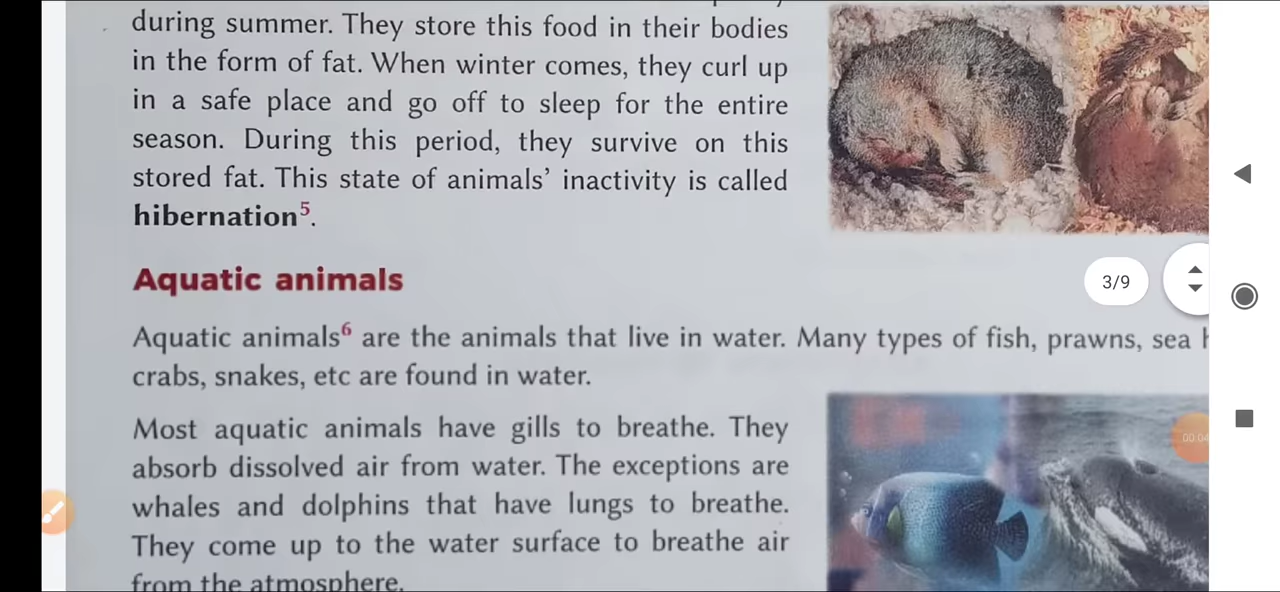 during summer. They store this food in their bodies
in the form of fat. When winter comes, they curl up
in a safe place and go off to sleep for the entire
season. During this period, they survive on this
stored fat. This state of animals’ inactivity is called
hibernation⁵.
Aquatic animals
3/9
Aquatic animals⁶ are the animals that live in water. Many types of fish, prawns, sea
crabs, snakes, etc are found in water.
Most aquatic animals have gills to breathe. They
absorb dissolved air from water. The exceptions are
whales and dolphins that have lungs to breathe.
They come up to the water surface to breathe air
from the atmosphere.
00:04